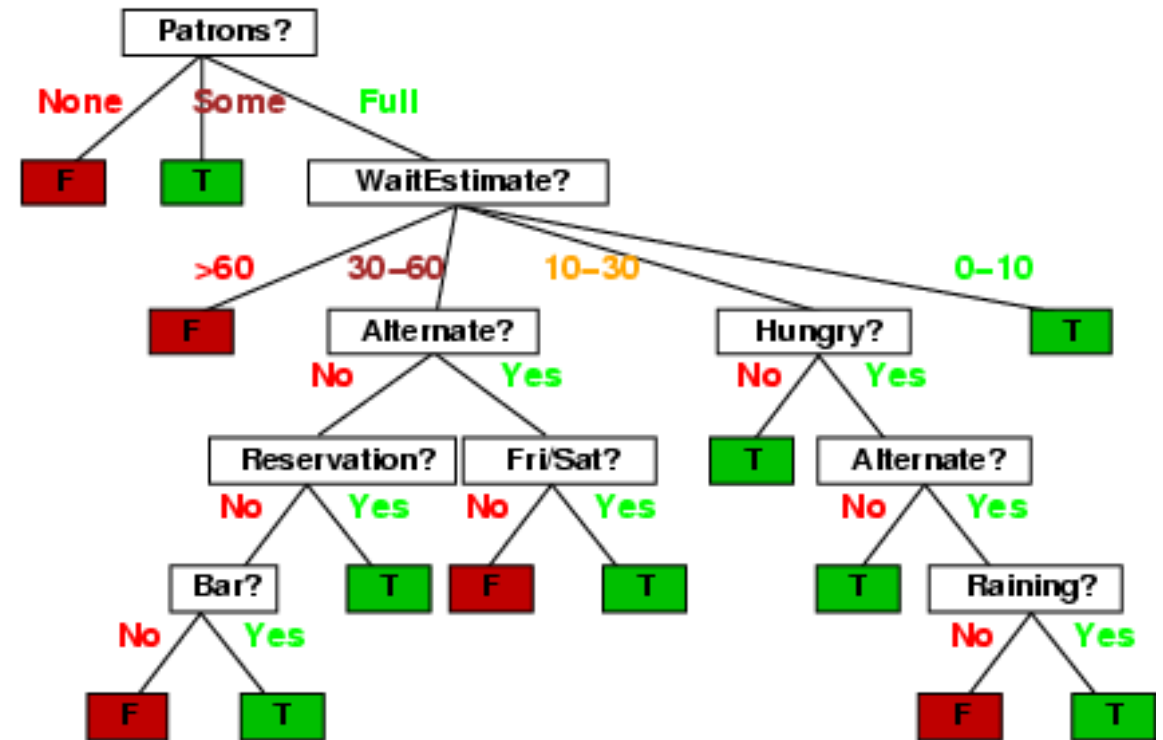 Patrons?
None Some Full
F T WaitEstimate?
>60 30–60 10–30 0–10
F Alternate? Hungry? T
No Yes No Yes
Reservation? Fri/Sat? T Alternate?
No Yes No Yes No Yes
Bar? T F T T Raining?
No Yes No Yes
F T F T